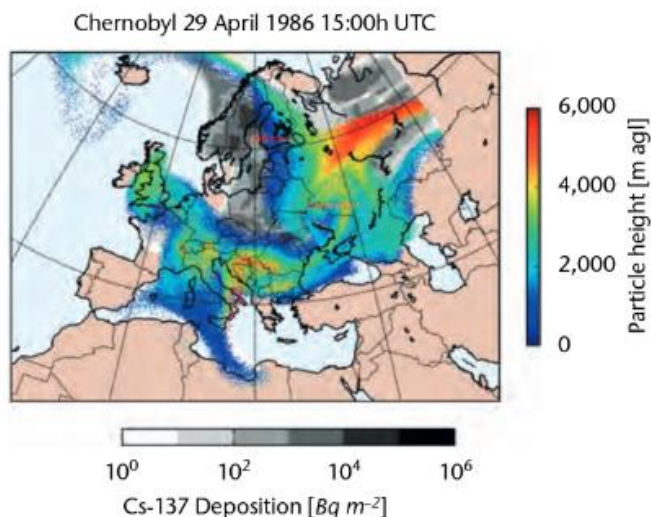 Chernobyl 29 April 1986 15:00h UTC
6,000
4,000
2,000
0
Particle height [m agl]
10⁰ 10² 10⁴ 10⁶
Cs-137 Deposition [Bq m⁻²]